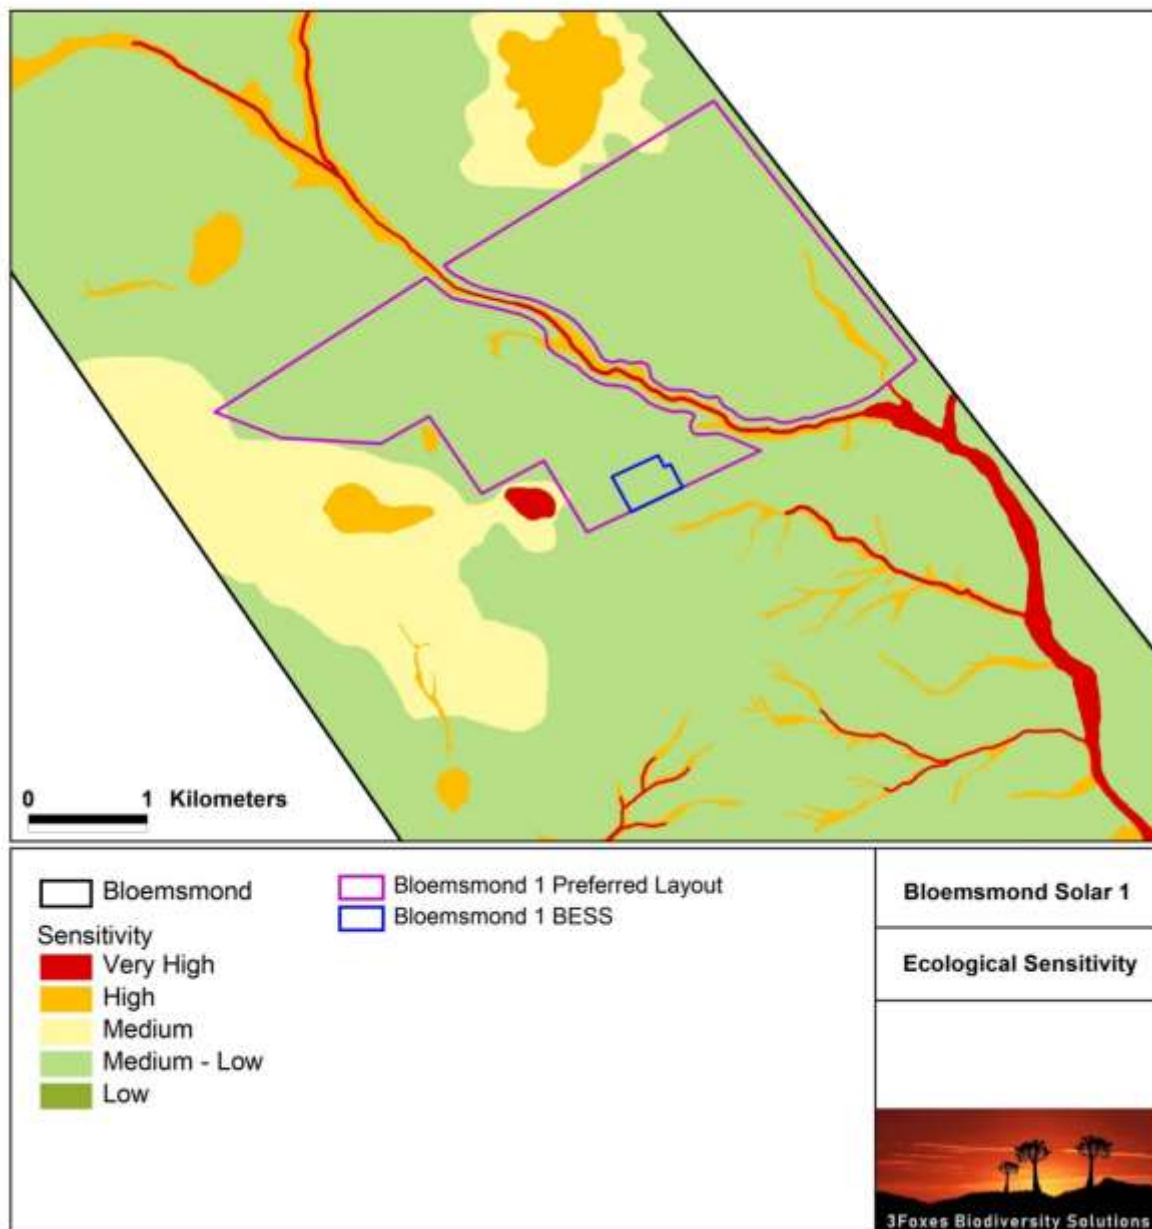 0 1 Kilometers
Bloemsmond
Sensitivity
Very High
High
Medium
Medium - Low
Low
Bloemsmond 1 Preferred Layout
Bloemsmond 1 BESS
Bloemsmond Solar 1
Ecological Sensitivity
3Foxes Biodiversity Solutions